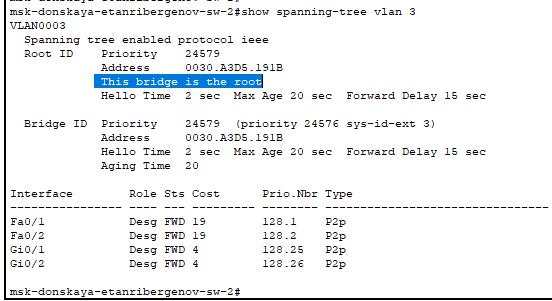 msk-donskaya-etanribergenov-sw-2#show spanning-tree vlan 3
VLAN0003
  Spanning tree enabled protocol ieee
  Root ID    Priority    24579
             Address     0030.A3D5.191B
             This bridge is the root
             Hello Time  2 sec  Max Age 20 sec  Forward Delay 15 sec

  Bridge ID  Priority    24579  (priority 24576 sys-id-ext 3)
             Address     0030.A3D5.191B
             Hello Time  2 sec  Max Age 20 sec  Forward Delay 15 sec
             Aging Time  20

Interface        Role Sts Cost      Prio.Nbr Type
---------------- ---- --- --------- -------- --------------------------------
Fa0/1            Desg FWD 19        128.1    P2p
Fa0/2            Desg FWD 19        128.2    P2p
Gi0/1            Desg FWD 4         128.25   P2p
Gi0/2            Desg FWD 4         128.26   P2p

msk-donskaya-etanribergenov-sw-2#